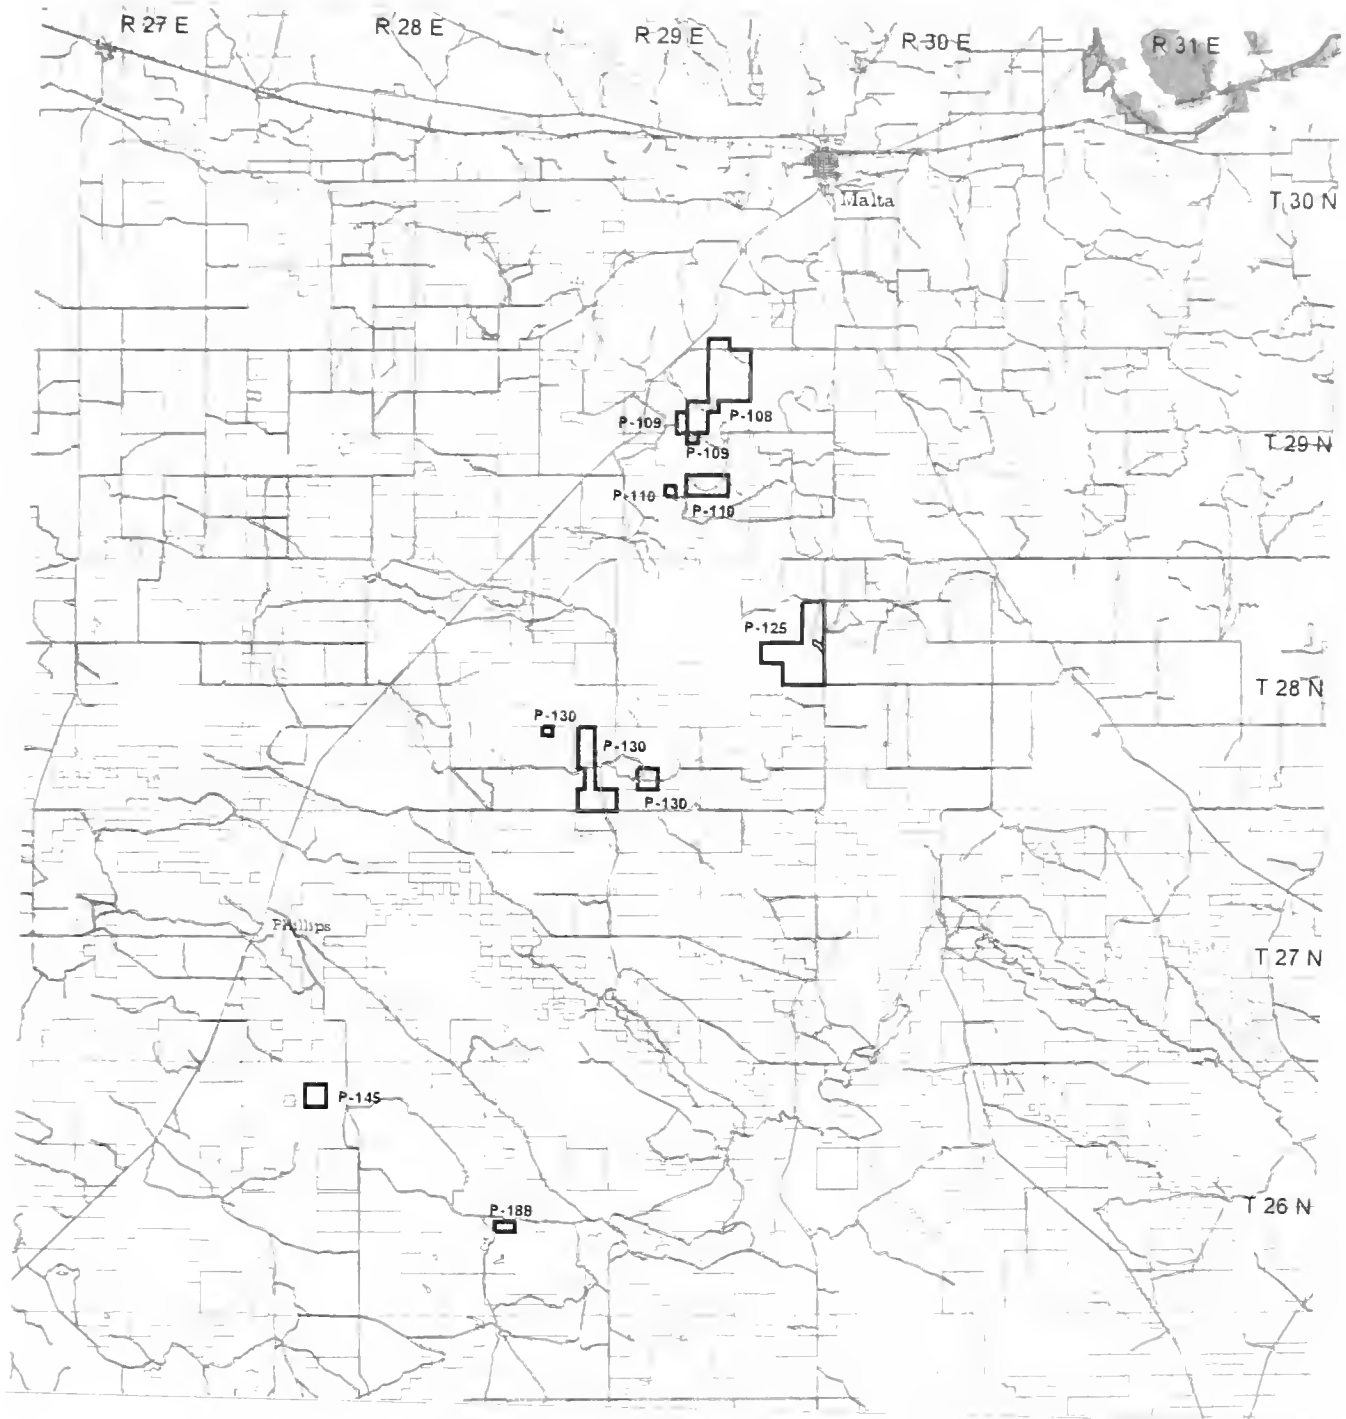 R 27 E
R 28 E
R 29 E
R 30 E
R 31 E
Malta
T 30 N
P-109
P-108
T 29 N
P-109
P-110
P-110
P-125
T 28 N
P-130
P-130
P-130
Phillips
T 27 N
P-145
T 26 N
P-188